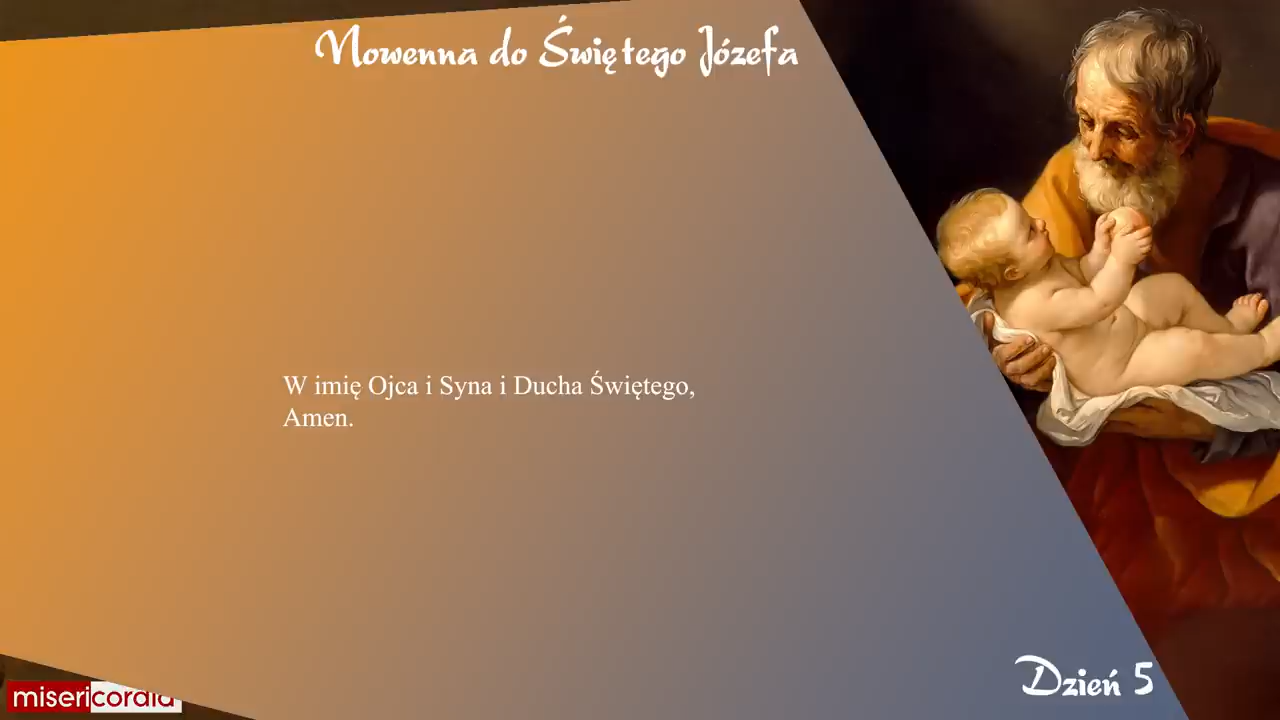 Nowenna do Świętego Józefa
W imię Ojca i Syna i Ducha Świętego,
Amen.
Dzień 5
misericordia